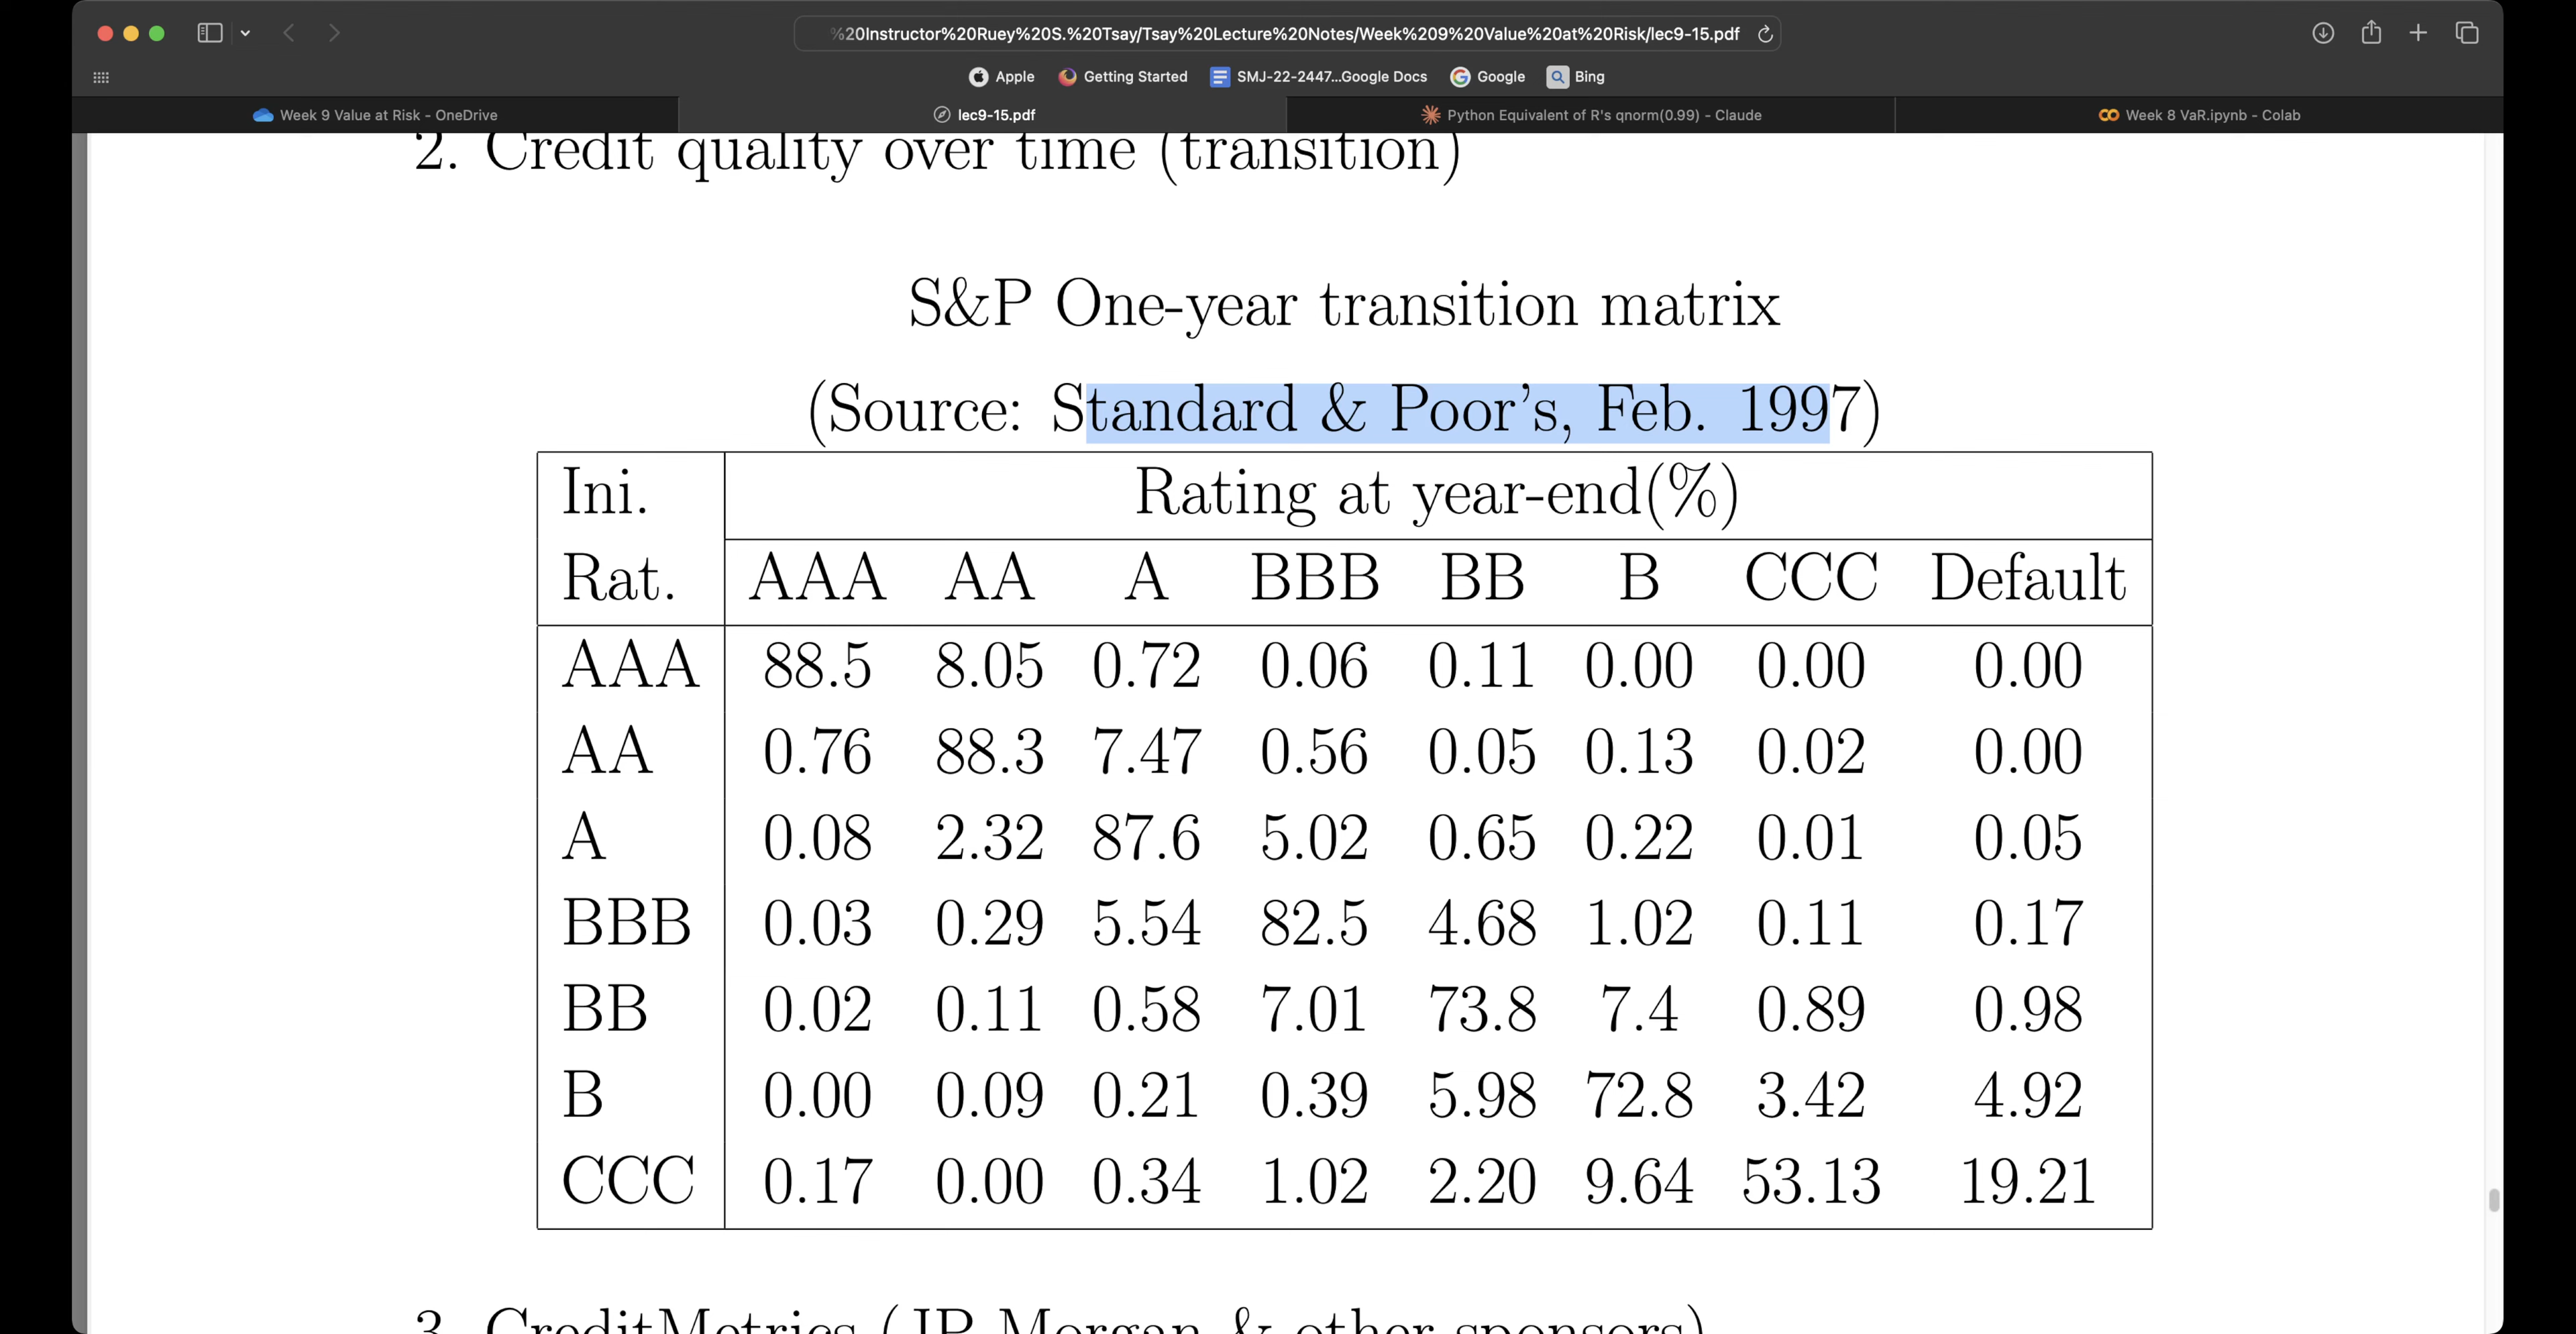 %20Instructor%20Ruey%20S.%20Tsay/Tsay%20Lecture%20Notes/Week%209%20Value%20at%20Risk/lec9-15.pdf
Apple Getting Started SMJ-22-2447...Google Docs Google Bing
Week 9 Value at Risk - OneDrive lec9-15.pdf Python Equivalent of R's qnorm(0.99) - Claude Week 8 VaR.ipynb - Colab
2. Credit quality over time (transition)
S&P One-year transition matrix
(Source: Standard & Poor's, Feb. 1997)
Ini. Rating at year-end(%)
Rat. AAA AA A BBB BB B CCC Default
AAA 88.5 8.05 0.72 0.06 0.11 0.00 0.00 0.00
AA 0.76 88.3 7.47 0.56 0.05 0.13 0.02 0.00
A 0.08 2.32 87.6 5.02 0.65 0.22 0.01 0.05
BBB 0.03 0.29 5.54 82.5 4.68 1.02 0.11 0.17
BB 0.02 0.11 0.58 7.01 73.8 7.4 0.89 0.98
B 0.00 0.09 0.21 0.39 5.98 72.8 3.42 4.92
CCC 0.17 0.00 0.34 1.02 2.20 9.64 53.13 19.21
3. CreditMetrics (JP Morgan & other sponsors)